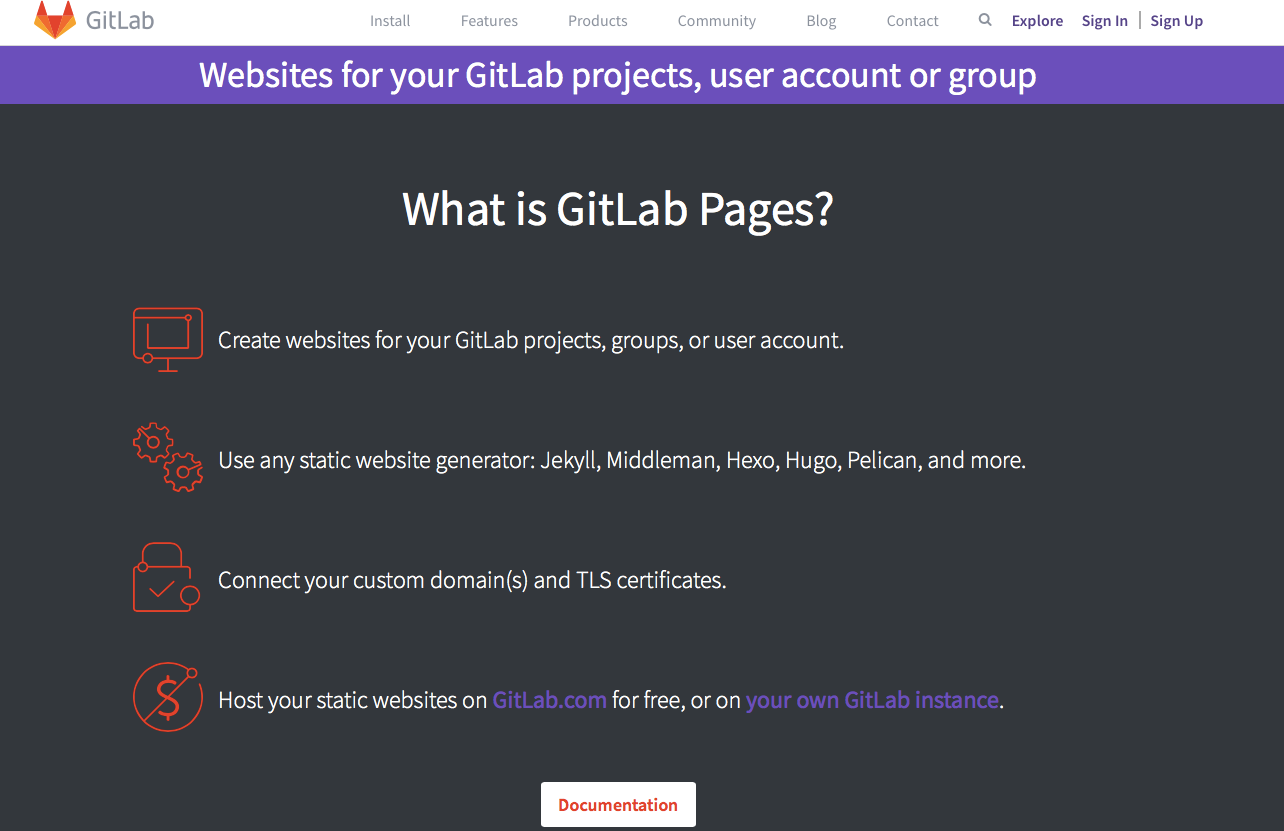 GitLab Install Features Products Community Blog Contact Explore Sign In | Sign Up
Websites for your GitLab projects, user account or group
What is GitLab Pages?
Create websites for your GitLab projects, groups, or user account.
Use any static website generator: Jekyll, Middleman, Hexo, Hugo, Pelican, and more.
Connect your custom domain(s) and TLS certificates.
$
Host your static websites on GitLab.com for free, or on your own GitLab instance.
Documentation